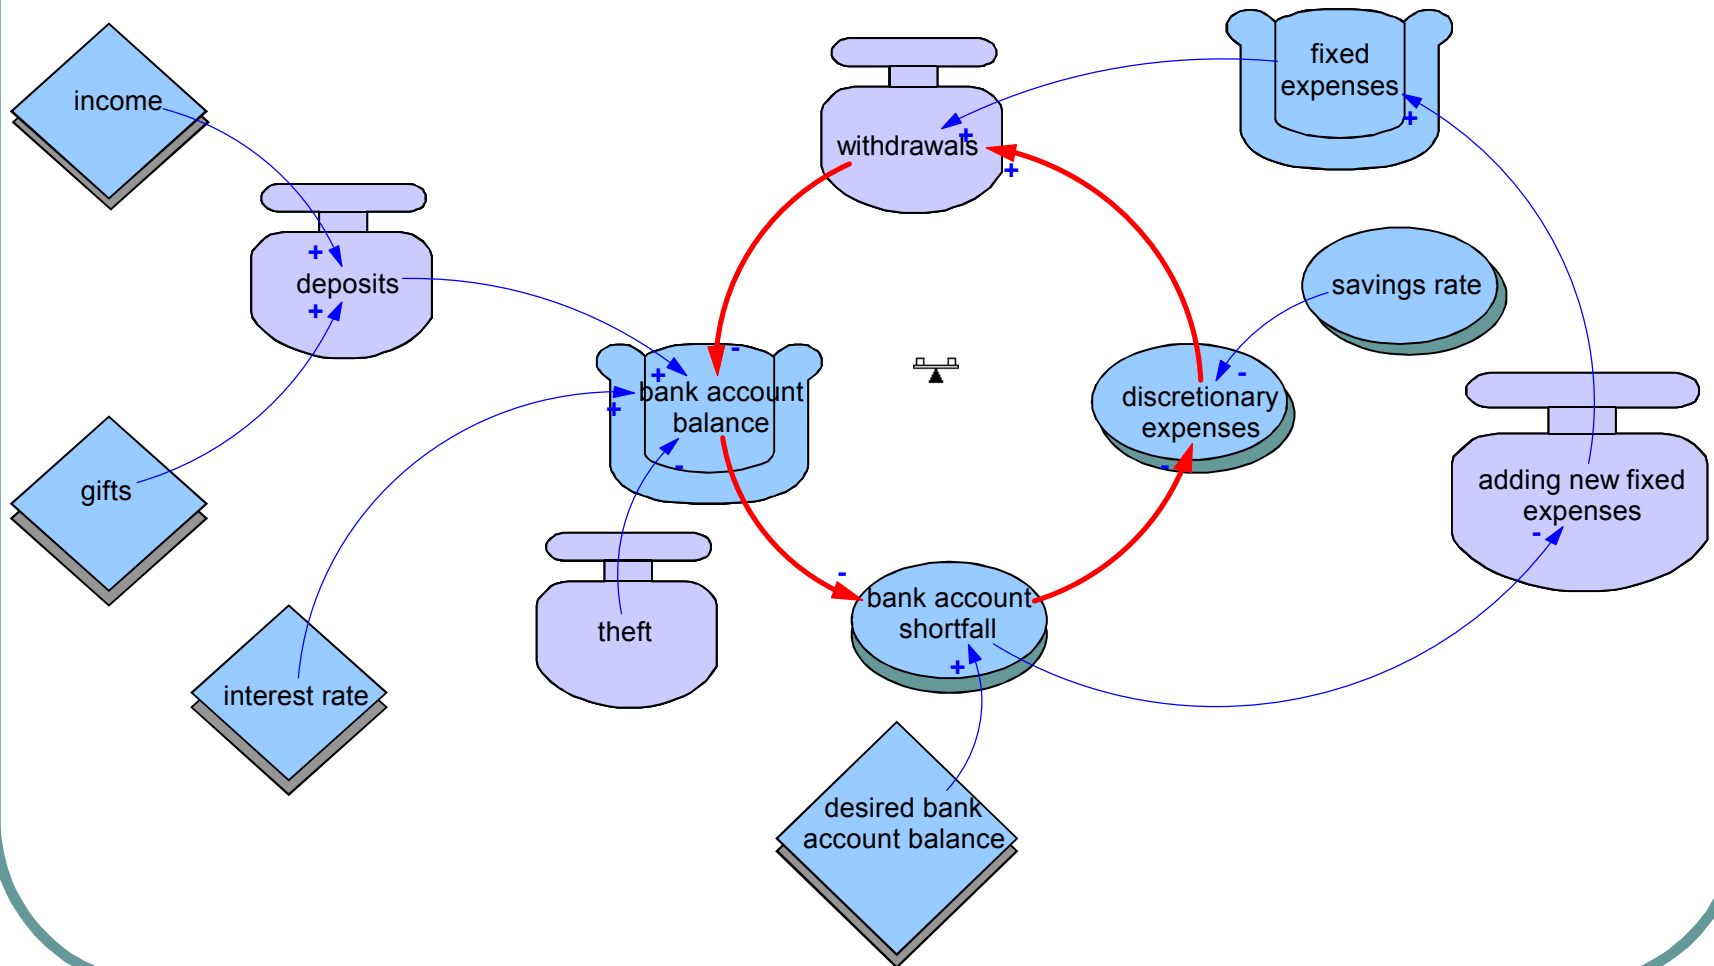 income
fixed
expenses
+
withdrawals
+
+
savings rate
+
deposits
+
-
+
bank account
balance
+
-
-
discretionary
expenses
-
gifts
adding new fixed
expenses
-
theft
-
bank account
shortfall
+
interest rate
desired bank
account balance